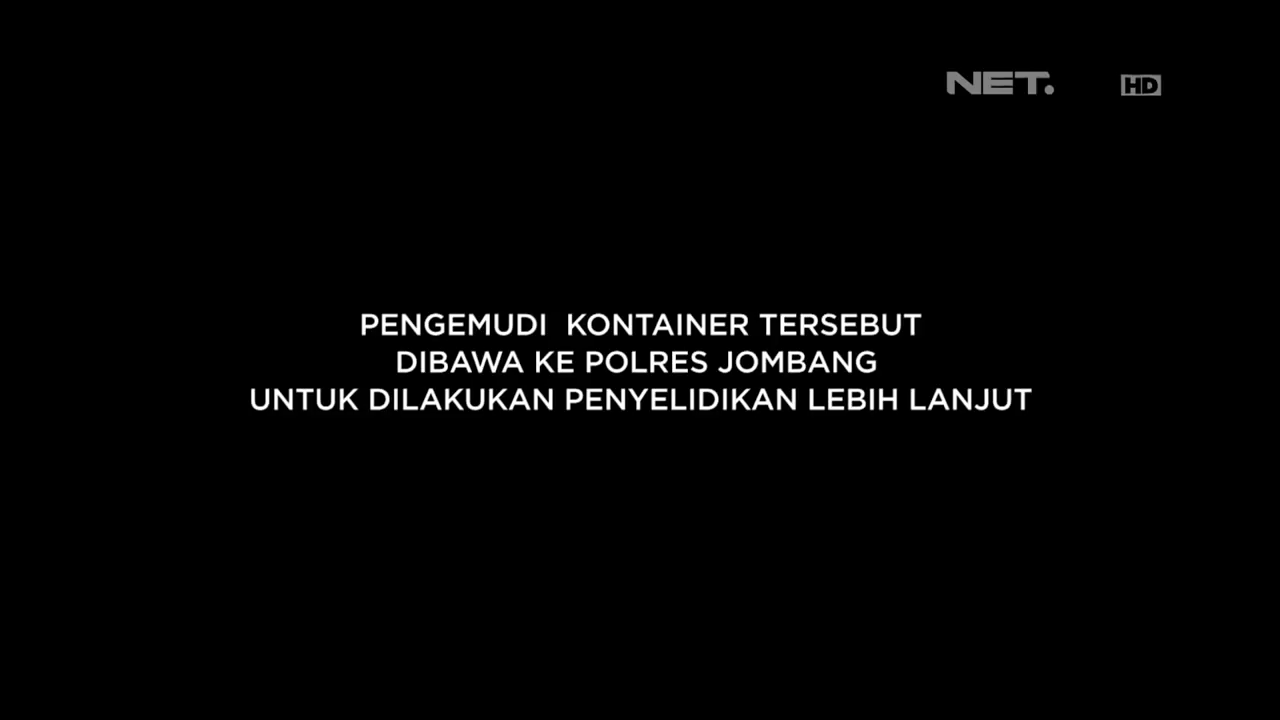 NET.
HD
PENGEMUDI KONTAINER TERSEBUT
DIBAWA KE POLRES JOMBANG
UNTUK DILAKUKAN PENYELIDIKAN LEBIH LANJUT